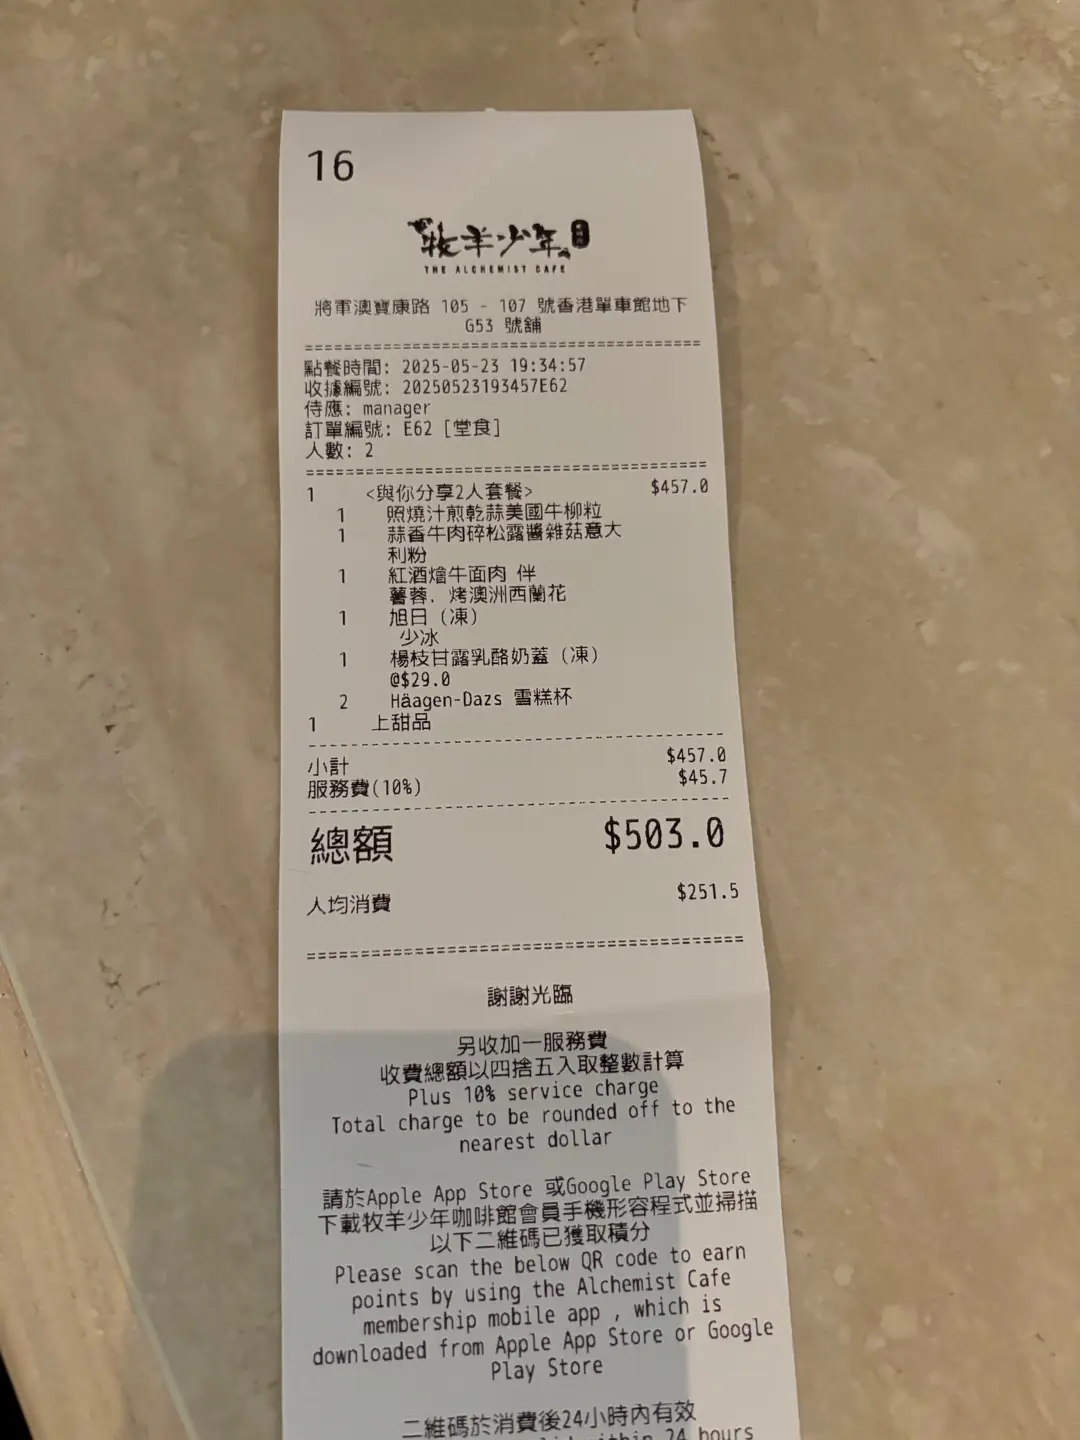 16
牧羊少年
THE ALCHEMIST CAFE
將軍澳寶康路 105 - 107 號香港單車館地下
G53 號舖
點餐時間: 2025-05-23 19:34:57
收據編號: 20250523193457E62
侍應: manager
訂單編號: E62 [堂食]
人數: 2
1 <與你分享2人套餐> $457.0
1 照燒汁煎乾蒜美國牛柳粒
1 蒜香牛肉碎松露醬雜菇意大
利粉
1 紅酒燴牛面肉 伴
薯蓉. 烤澳洲西蘭花
1 旭日 (凍)
少冰
1 楊枝甘露乳酪奶蓋 (凍)
@$29.0
2 Häagen-Dazs 雪糕杯
1 上甜品
小計 $457.0
服務費(10%) $45.7
總額 $503.0
人均消費 $251.5
謝謝光臨
另收加一服務費
收費總額以四捨五入取整數計算
Plus 10% service charge
Total charge to be rounded off to the
nearest dollar
請於Apple App Store 或Google Play Store
下載牧羊少年咖啡館會員手機形容程式並掃描
以下二維碼已獲取積分
Please scan the below QR code to earn
points by using the Alchemist Cafe
membership mobile app , which is
downloaded from Apple App Store or Google
Play Store
二維碼於消費後24小時內有效
within 24 hours